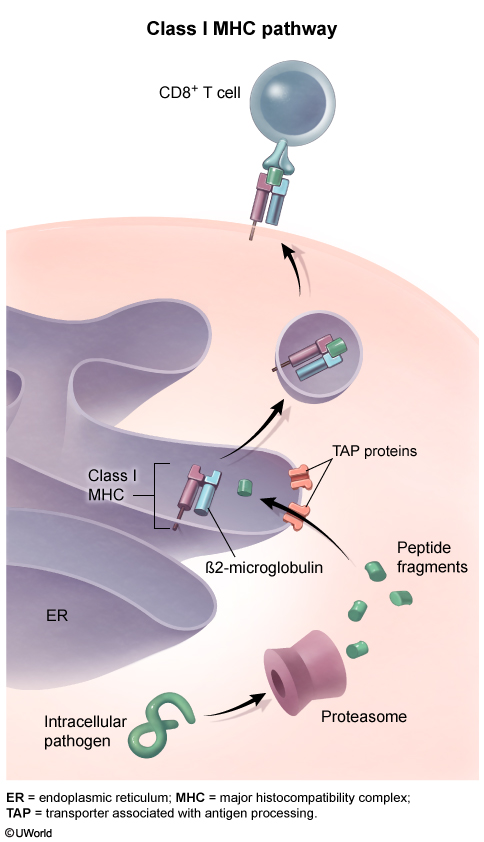 Class I MHC pathway
CD8⁺ T cell
TAP proteins
Class I
MHC
ß2-microglobulin
Peptide
fragments
ER
Proteasome
Intracellular
pathogen
ER = endoplasmic reticulum; MHC = major histocompatibility complex;
TAP = transporter associated with antigen processing.
©UWorld